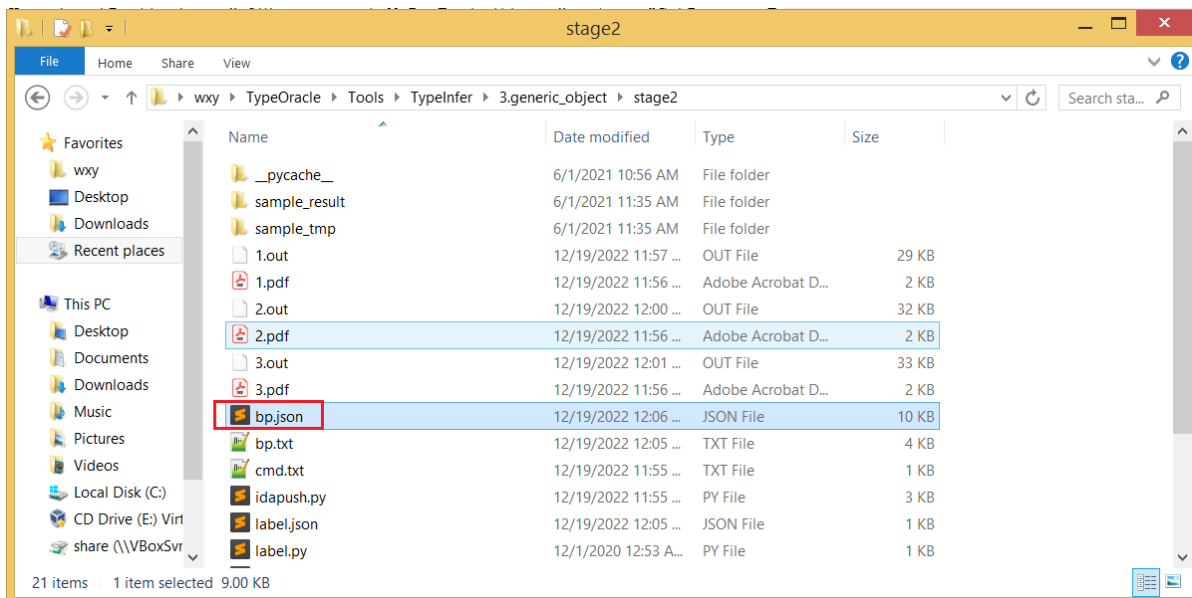 stage2
File Home Share View
wxy TypeOracle Tools TypeInfer 3.generic_object stage2 Search sta...
Name Date modified Type Size
Favorites
wxy
Desktop
Downloads
Recent places
This PC
Desktop
Documents
Downloads
Music
Pictures
Videos
Local Disk (C:)
CD Drive (E:) Virt
share (\\VBoxSvr
__pycache__ 6/1/2021 10:56 AM File folder
sample_result 6/1/2021 11:35 AM File folder
sample_tmp 6/1/2021 11:35 AM File folder
1.out 12/19/2022 11:57 ... OUT File 29 KB
1.pdf 12/19/2022 11:56 ... Adobe Acrobat D... 2 KB
2.out 12/19/2022 12:00 ... OUT File 32 KB
2.pdf 12/19/2022 11:56 ... Adobe Acrobat D... 2 KB
3.out 12/19/2022 12:01 ... OUT File 33 KB
3.pdf 12/19/2022 11:56 ... Adobe Acrobat D... 2 KB
bp.json 12/19/2022 12:06 ... JSON File 10 KB
bp.txt 12/19/2022 12:05 ... TXT File 4 KB
cmd.txt 12/19/2022 11:55 ... TXT File 1 KB
idapush.py 12/19/2022 11:55 ... PY File 3 KB
label.json 12/19/2022 12:05 ... JSON File 1 KB
label.py 12/1/2020 12:53 A... PY File 1 KB
21 items 1 item selected 9.00 KB